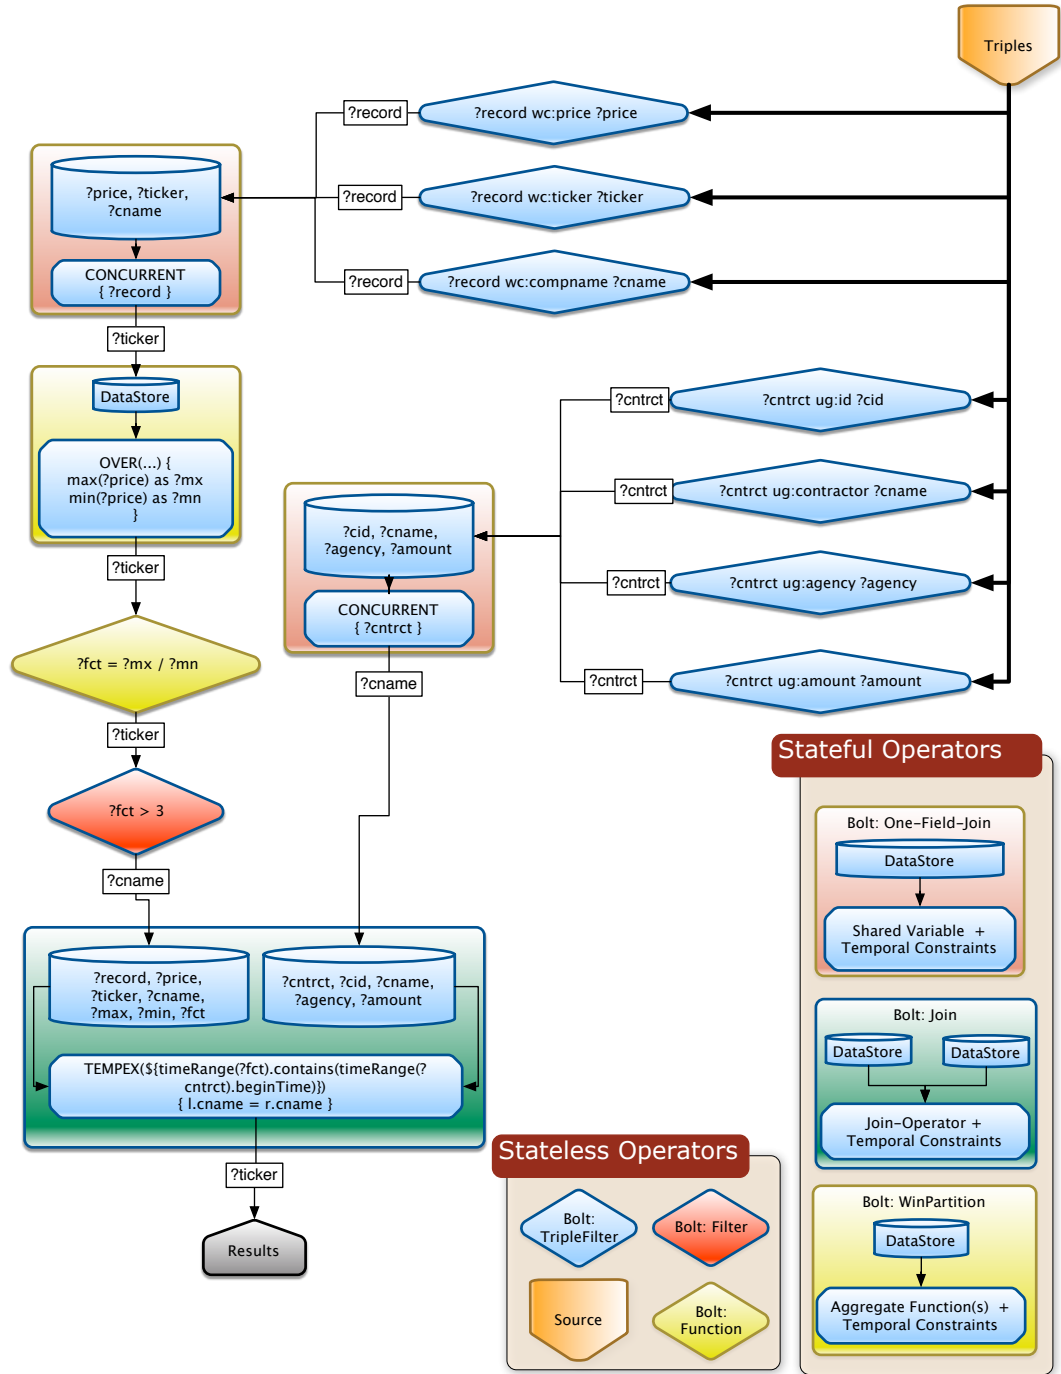 Triples
?record
?record wc:price ?price
?record
?record wc:ticker ?ticker
?record
?record wc:compname ?cname
?price, ?ticker,
?cname
CONCURRENT
{ ?record }
?ticker
DataStore
OVER(...) {
max(?price) as ?mx
min(?price) as ?mn
}
?ticker
?fct = ?mx / ?mn
?ticker
?fct > 3
?cname
?cntrct
?cntrct ug:id ?cid
?cntrct
?cntrct ug:contractor ?cname
?cntrct
?cntrct ug:agency ?agency
?cntrct
?cntrct ug:amount ?amount
?cid, ?cname,
?agency, ?amount
CONCURRENT
{ ?cntrct }
?cname
?record, ?price,
?ticker, ?cname,
?max, ?min, ?fct
?cntrct, ?cid, ?cname,
?agency, ?amount
TEMPEX(${timeRange(?fct).contains(timeRange(?
cntrct).beginTime)})
{ l.cname = r.cname }
?ticker
Results
Stateless Operators
Bolt:
TripleFilter
Bolt: Filter
Source
Bolt:
Function
Stateful Operators
Bolt: One-Field-Join
DataStore
Shared Variable +
Temporal Constraints
Bolt: Join
DataStore
DataStore
Join-Operator +
Temporal Constraints
Bolt: WinPartition
DataStore
Aggregate Function(s) +
Temporal Constraints